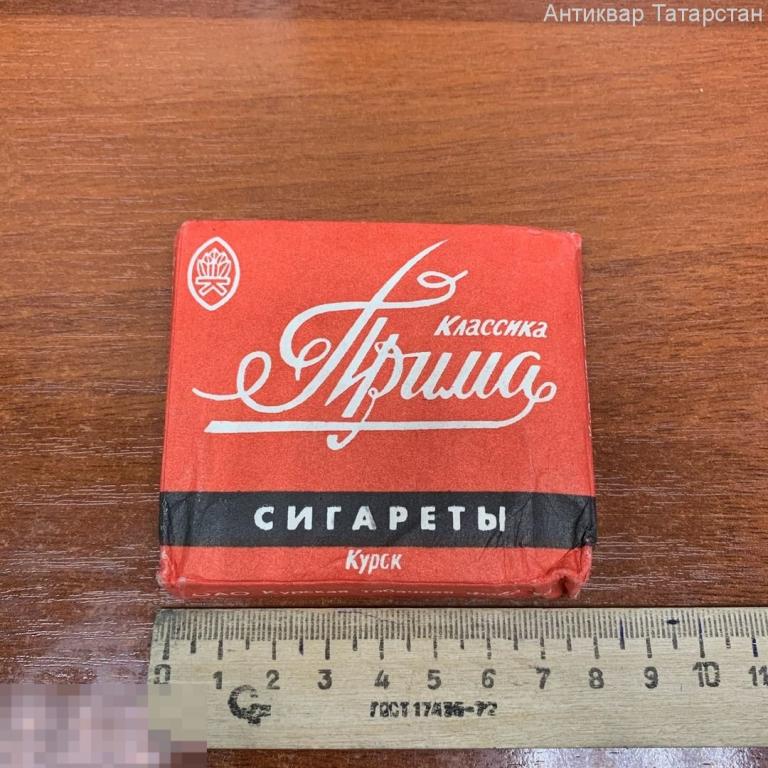 Антиквар Татарстан
Классика
Прима
СИГАРЕТЫ
Курск
0 1 2 3 4 5 6 7 8 9 10 11
ГОСТ 17435-72